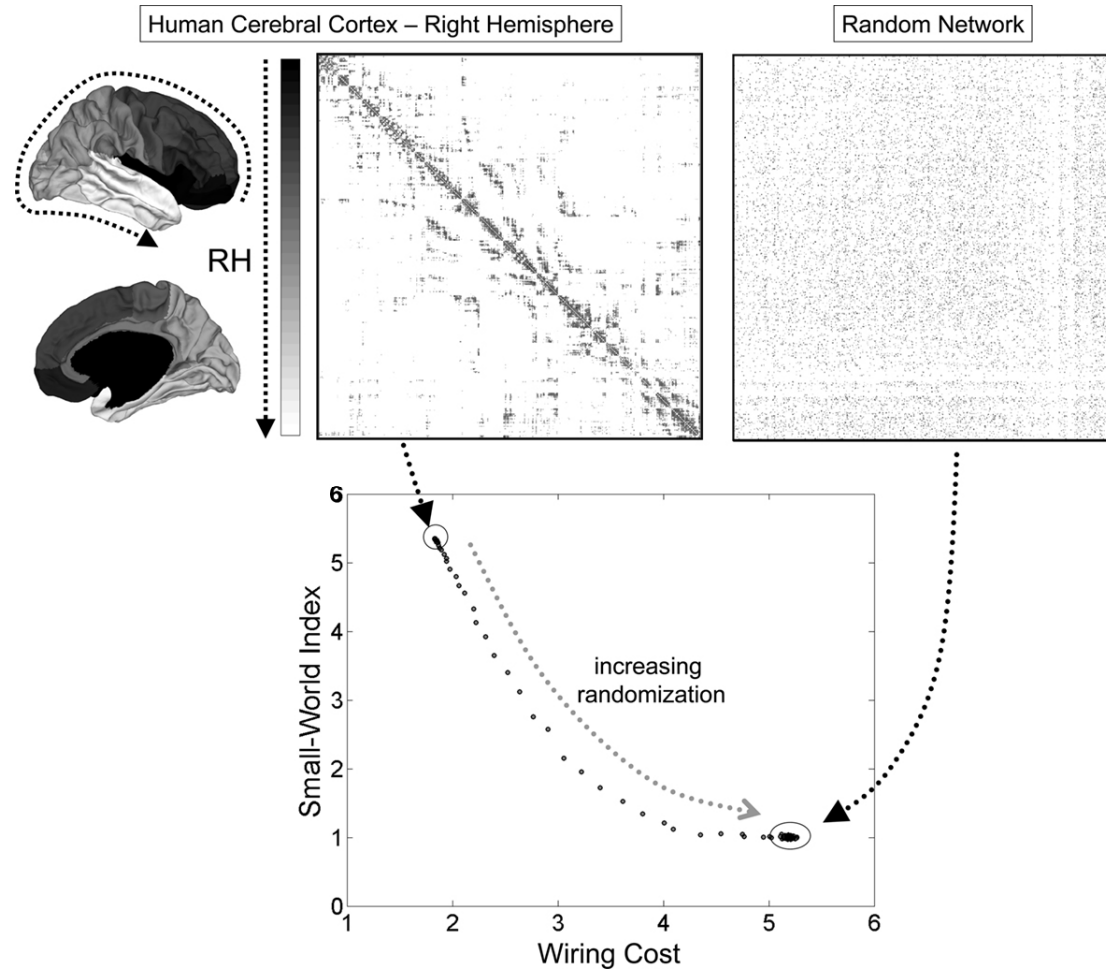 Human Cerebral Cortex – Right Hemisphere
Random Network
RH
6
5
4
3
2
1
0
Small-World Index
increasing
randomization
1 2 3 4 5 6
Wiring Cost